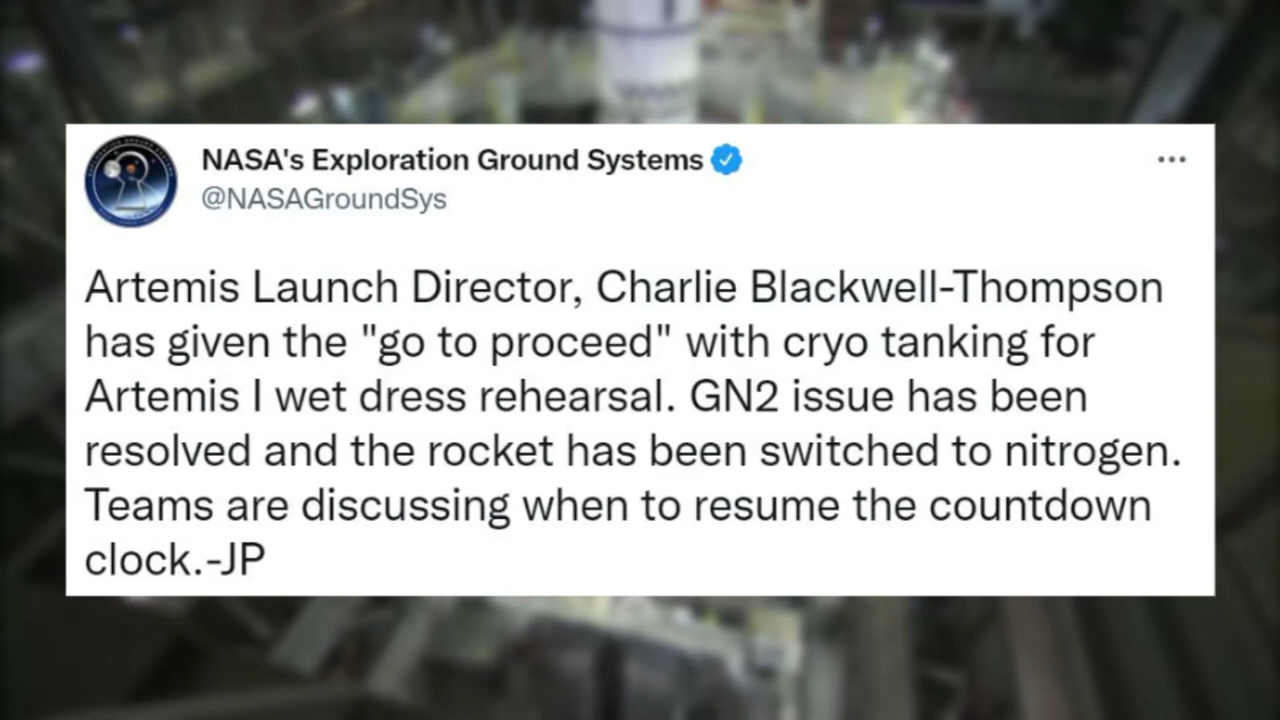 NASA's Exploration Ground Systems
@NASAGroundSys
Artemis Launch Director, Charlie Blackwell-Thompson
has given the "go to proceed" with cryo tanking for
Artemis I wet dress rehearsal. GN2 issue has been
resolved and the rocket has been switched to nitrogen.
Teams are discussing when to resume the countdown
clock.-JP